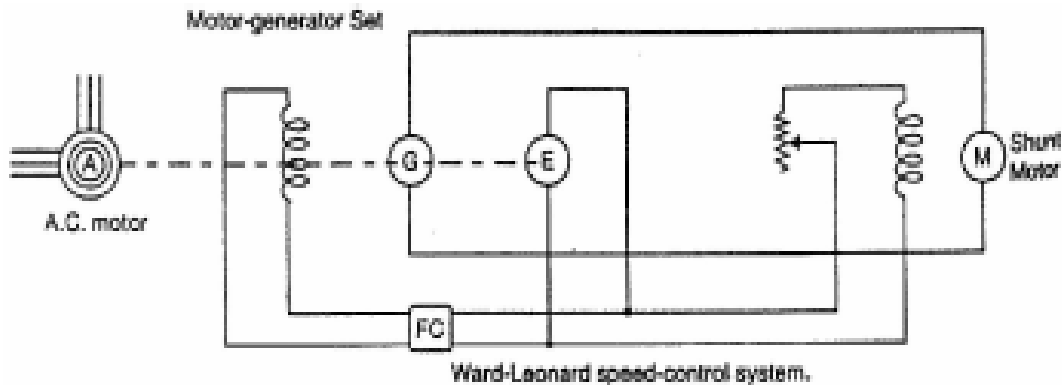 Motor-generator Set
A
G
E
M
Shunt
Motor
A.C. motor
FC
Ward-Leonard speed-control system.